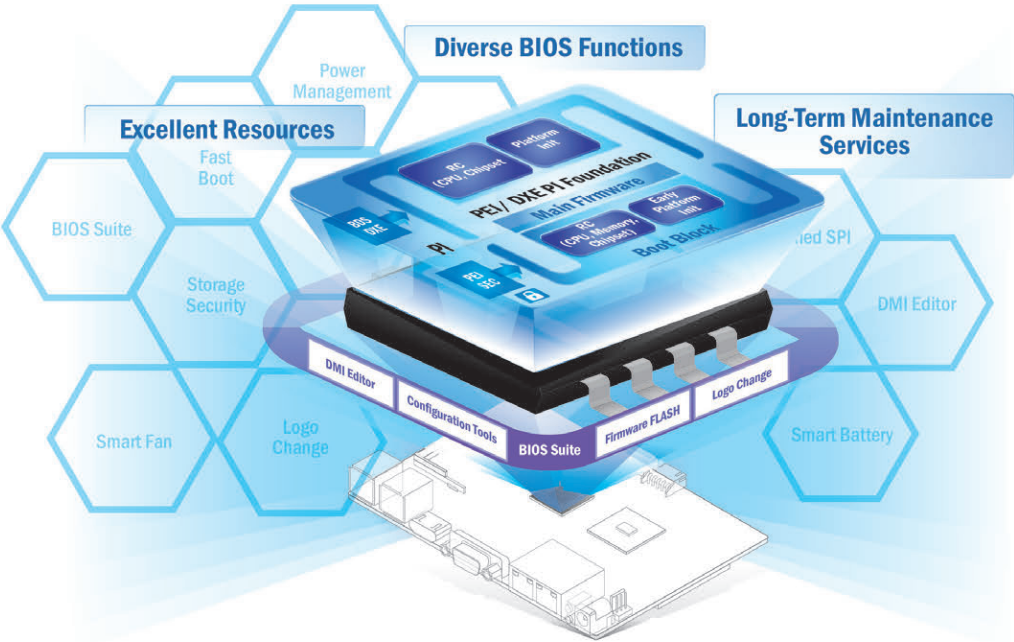 Diverse BIOS Functions
Power
Management
Excellent Resources
Long-Term Maintenance
Services
Fast
Boot
BIOS Suite
Storage
Security
Smart Fan
Logo
Change
RC
(CPU, Chipset
Platform
Init
PEI/ DXE PI Foundation
Main Firmware
BDS
DXE
PI
RC
(CPU, Memory,
Chipset)
Early
Platform
Init
Boot Block
PEI
SEC
SPI
DMI Editor
Smart Battery
DMI Editor
Configuration Tools
BIOS Suite
Firmware FLASH
Logo Change